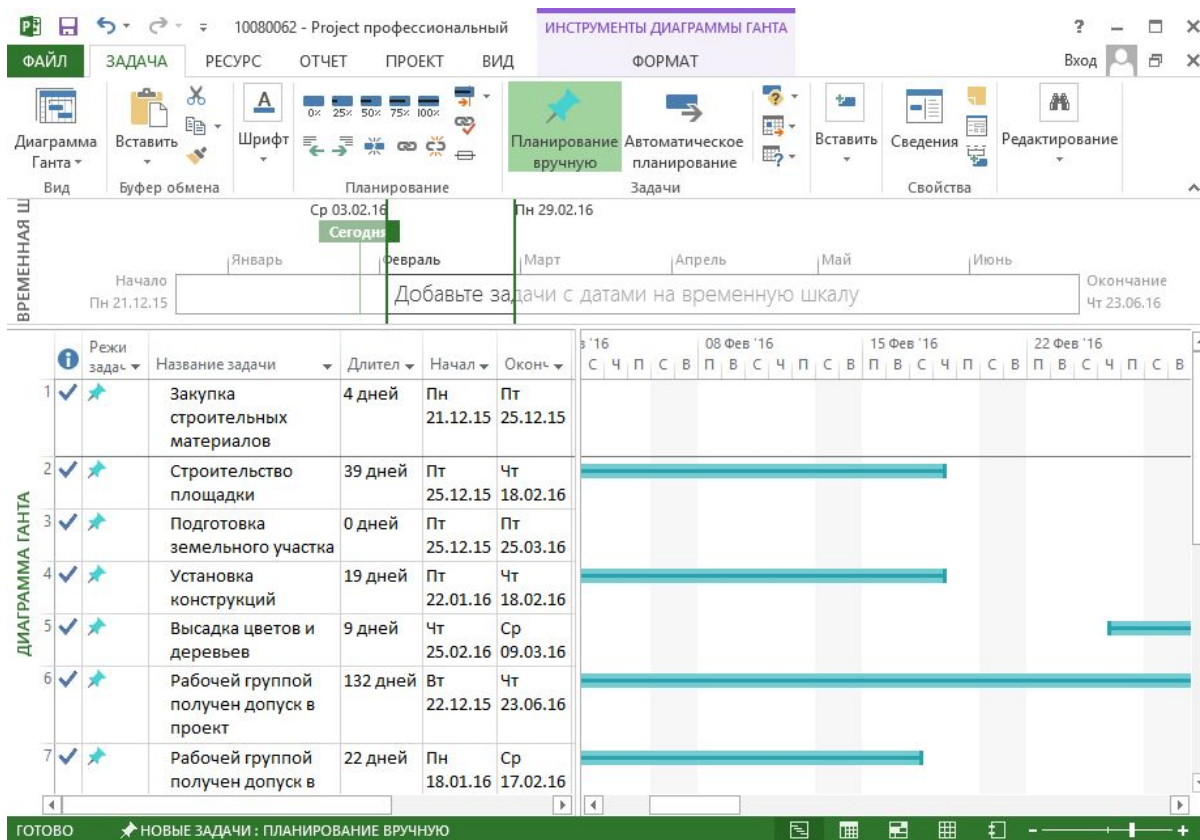 10080062 - Project профессиональный
ИНСТРУМЕНТЫ ДИАГРАММЫ ГАНТА
?
ФАЙЛ ЗАДАЧА РЕСУРС ОТЧЕТ ПРОЕКТ ВИД ФОРМАТ Вход
0% 25% 50% 75% 100%
Диаграмма Ганта
Вставить
Шрифт
Планирование вручную
Автоматическое планирование
Вставить
Сведения
Редактирование
Вид Буфер обмена Планирование Задачи Свойства
ВРЕМЕННАЯ Ш
Ср 03.02.16 Пн 29.02.16
Сегодня
Январь Февраль Март Апрель Май Июнь
Начало
Пн 21.12.15
Добавьте задачи с датами на временную шкалу
Окончание
Чт 23.06.16
ДИАГРАММА ГАНТА
Режи задач Название задачи Длител Начал Оконч
в '16 08 Фев '16 15 Фев '16 22 Фев '16
С Ч П С В П В С Ч П С В П В С Ч П С В П В С Ч П С В
1 Закупка 4 дней Пн Пт
строительных 21.12.15 25.12.15
материалов
2 Строительство 39 дней Пт Чт
площадки 25.12.15 18.02.16
3 Подготовка 0 дней Пт Пт
земельного участка 25.12.15 25.03.16
4 Установка 19 дней Пт Чт
конструкций 22.01.16 18.02.16
5 Высадка цветов и 9 дней Чт Ср
деревьев 25.02.16 09.03.16
6 Рабочей группой 132 дней Вт Чт
получен допуск в 22.12.15 23.06.16
проект
7 Рабочей группой 22 дней Пн Ср
получен допуск в 18.01.16 17.02.16
ГОТОВО НОВЫЕ ЗАДАЧИ : ПЛАНИРОВАНИЕ ВРУЧНУЮ